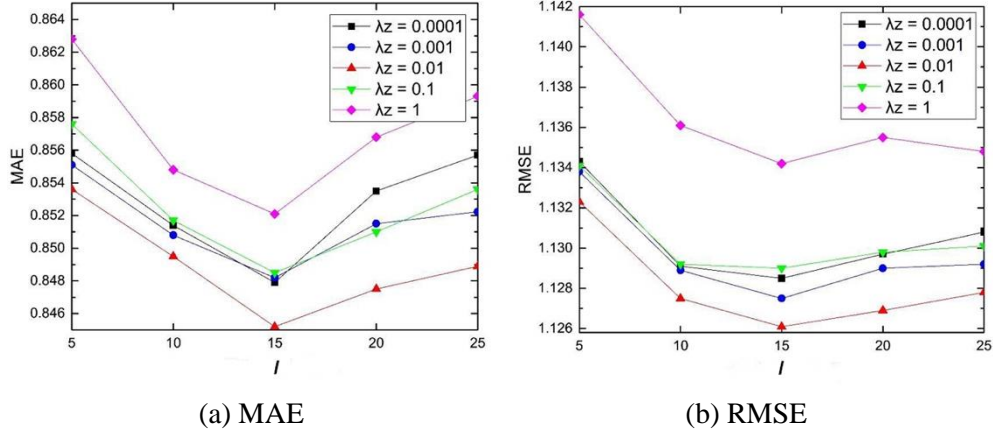 0.864
0.862
0.860
0.858
0.856
0.854
0.852
0.850
0.848
0.846
MAE
5 10 15 20 25
l
λz = 0.0001
λz = 0.001
λz = 0.01
λz = 0.1
λz = 1
(a) MAE
1.142
1.140
1.138
1.136
1.134
1.132
1.130
1.128
1.126
RMSE
5 10 15 20 25
l
λz = 0.0001
λz = 0.001
λz = 0.01
λz = 0.1
λz = 1
(b) RMSE